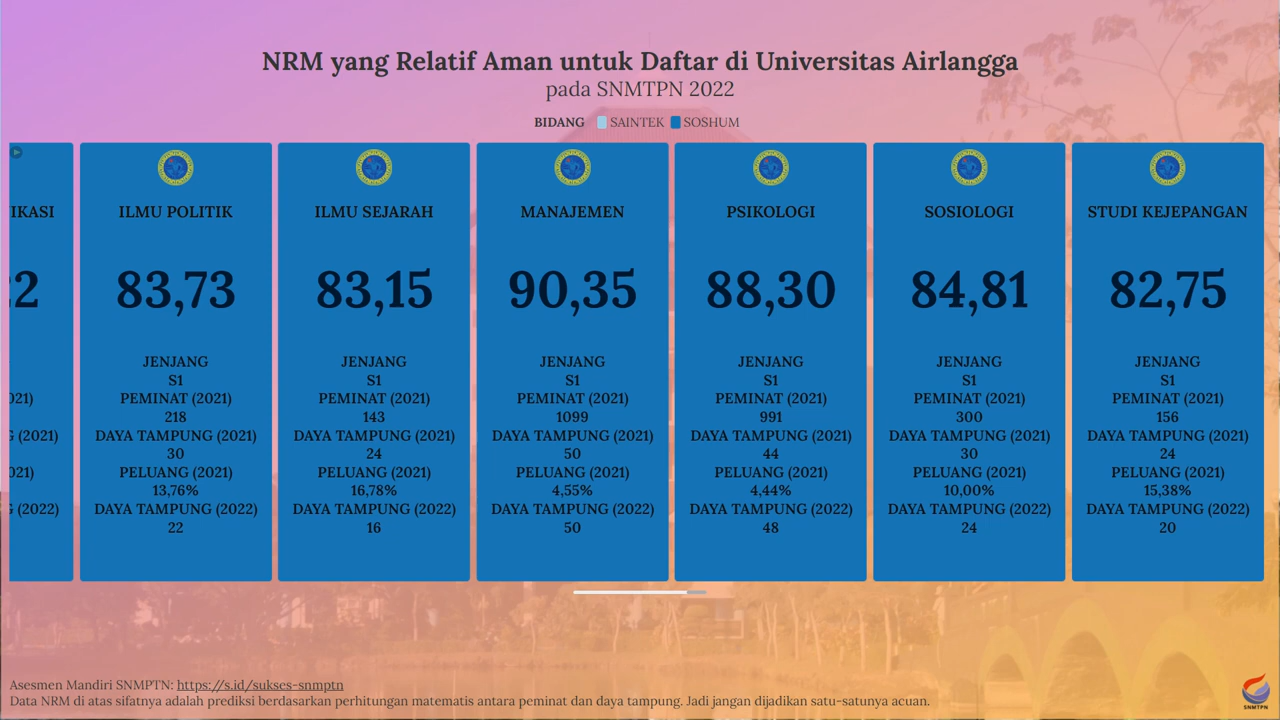 NRM yang Relatif Aman untuk Daftar di Universitas Airlangga
pada SNMTPN 2022
BIDANG SAINTEK SOSHUM
IKASI
2
021)
(2021)
021)
(2022)
ILMU POLITIK
83,73
JENJANG
S1
PEMINAT (2021)
218
DAYA TAMPUNG (2021)
30
PELUANG (2021)
13,76%
DAYA TAMPUNG (2022)
22
ILMU SEJARAH
83,15
JENJANG
S1
PEMINAT (2021)
143
DAYA TAMPUNG (2021)
24
PELUANG (2021)
16,78%
DAYA TAMPUNG (2022)
16
MANAJEMEN
90,35
JENJANG
S1
PEMINAT (2021)
1099
DAYA TAMPUNG (2021)
50
PELUANG (2021)
4,55%
DAYA TAMPUNG (2022)
50
PSIKOLOGI
88,30
JENJANG
S1
PEMINAT (2021)
991
DAYA TAMPUNG (2021)
44
PELUANG (2021)
4,44%
DAYA TAMPUNG (2022)
48
SOSIOLOGI
84,81
JENJANG
S1
PEMINAT (2021)
300
DAYA TAMPUNG (2021)
30
PELUANG (2021)
10,00%
DAYA TAMPUNG (2022)
24
STUDI KEJEPANGAN
82,75
JENJANG
S1
PEMINAT (2021)
156
DAYA TAMPUNG (2021)
24
PELUANG (2021)
15,38%
DAYA TAMPUNG (2022)
20
Asesmen Mandiri SNMPTN: https://s.id/sukses-snmptn
Data NRM di atas sifatnya adalah prediksi berdasarkan perhitungan matematis antara peminat dan daya tampung. Jadi jangan dijadikan satu-satunya acuan.
SNMTPN